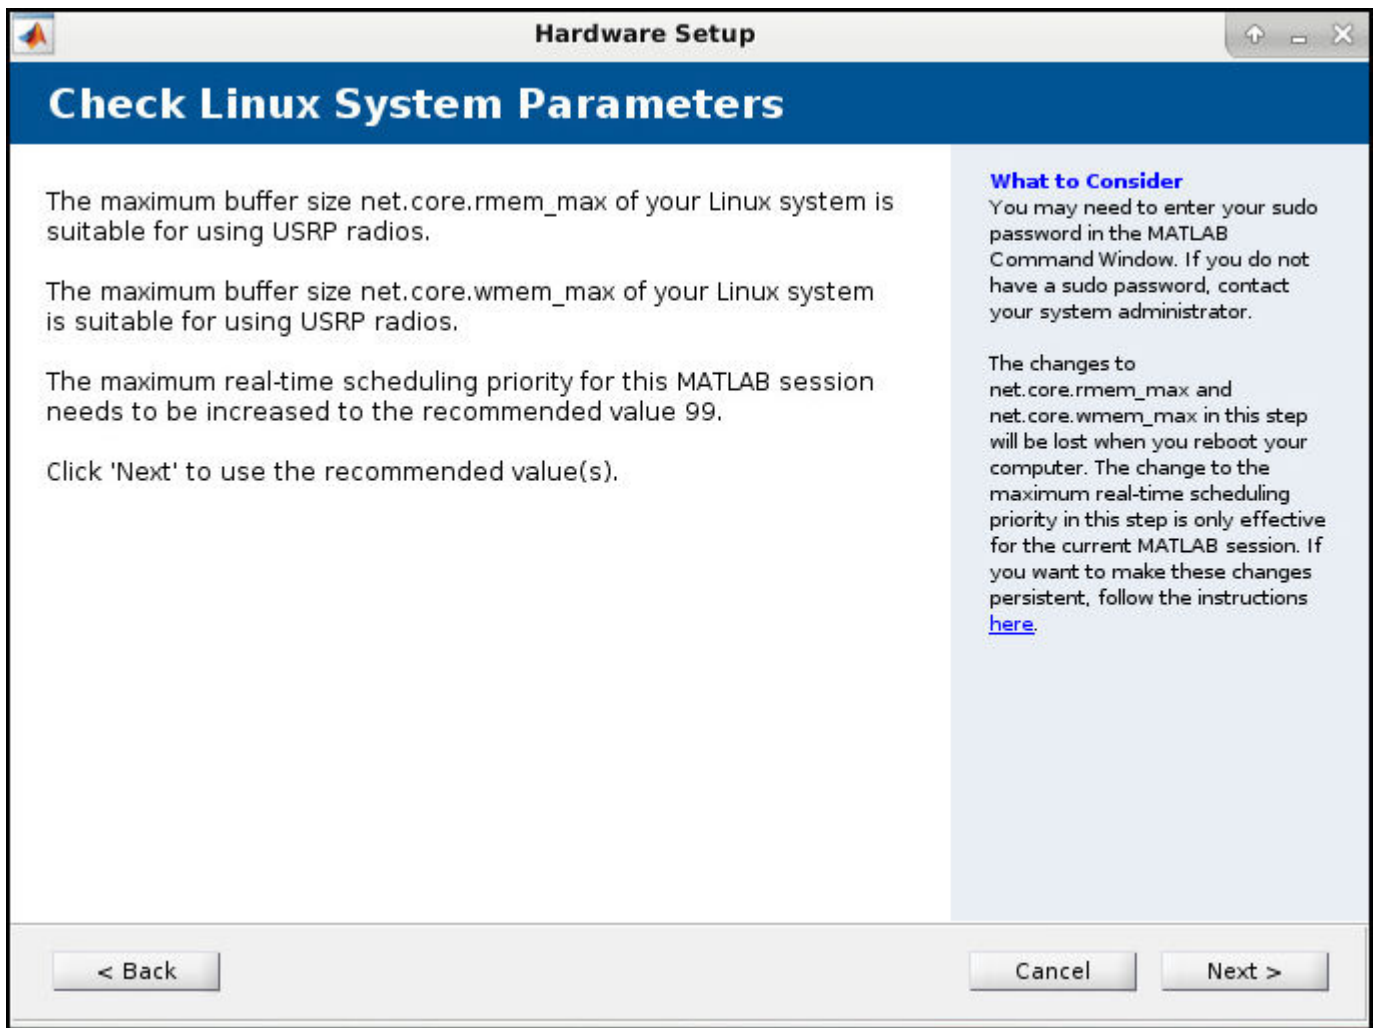 Hardware Setup
Check Linux System Parameters
The maximum buffer size net.core.rmem_max of your Linux system is
suitable for using USRP radios.
The maximum buffer size net.core.wmem_max of your Linux system
is suitable for using USRP radios.
The maximum real-time scheduling priority for this MATLAB session
needs to be increased to the recommended value 99.
Click 'Next' to use the recommended value(s).
What to Consider
You may need to enter your sudo
password in the MATLAB
Command Window. If you do not
have a sudo password, contact
your system administrator.
The changes to
net.core.rmem_max and
net.core.wmem_max in this step
will be lost when you reboot your
computer. The change to the
maximum real-time scheduling
priority in this step is only effective
for the current MATLAB session. If
you want to make these changes
persistent, follow the instructions
here.
< Back
Cancel
Next >